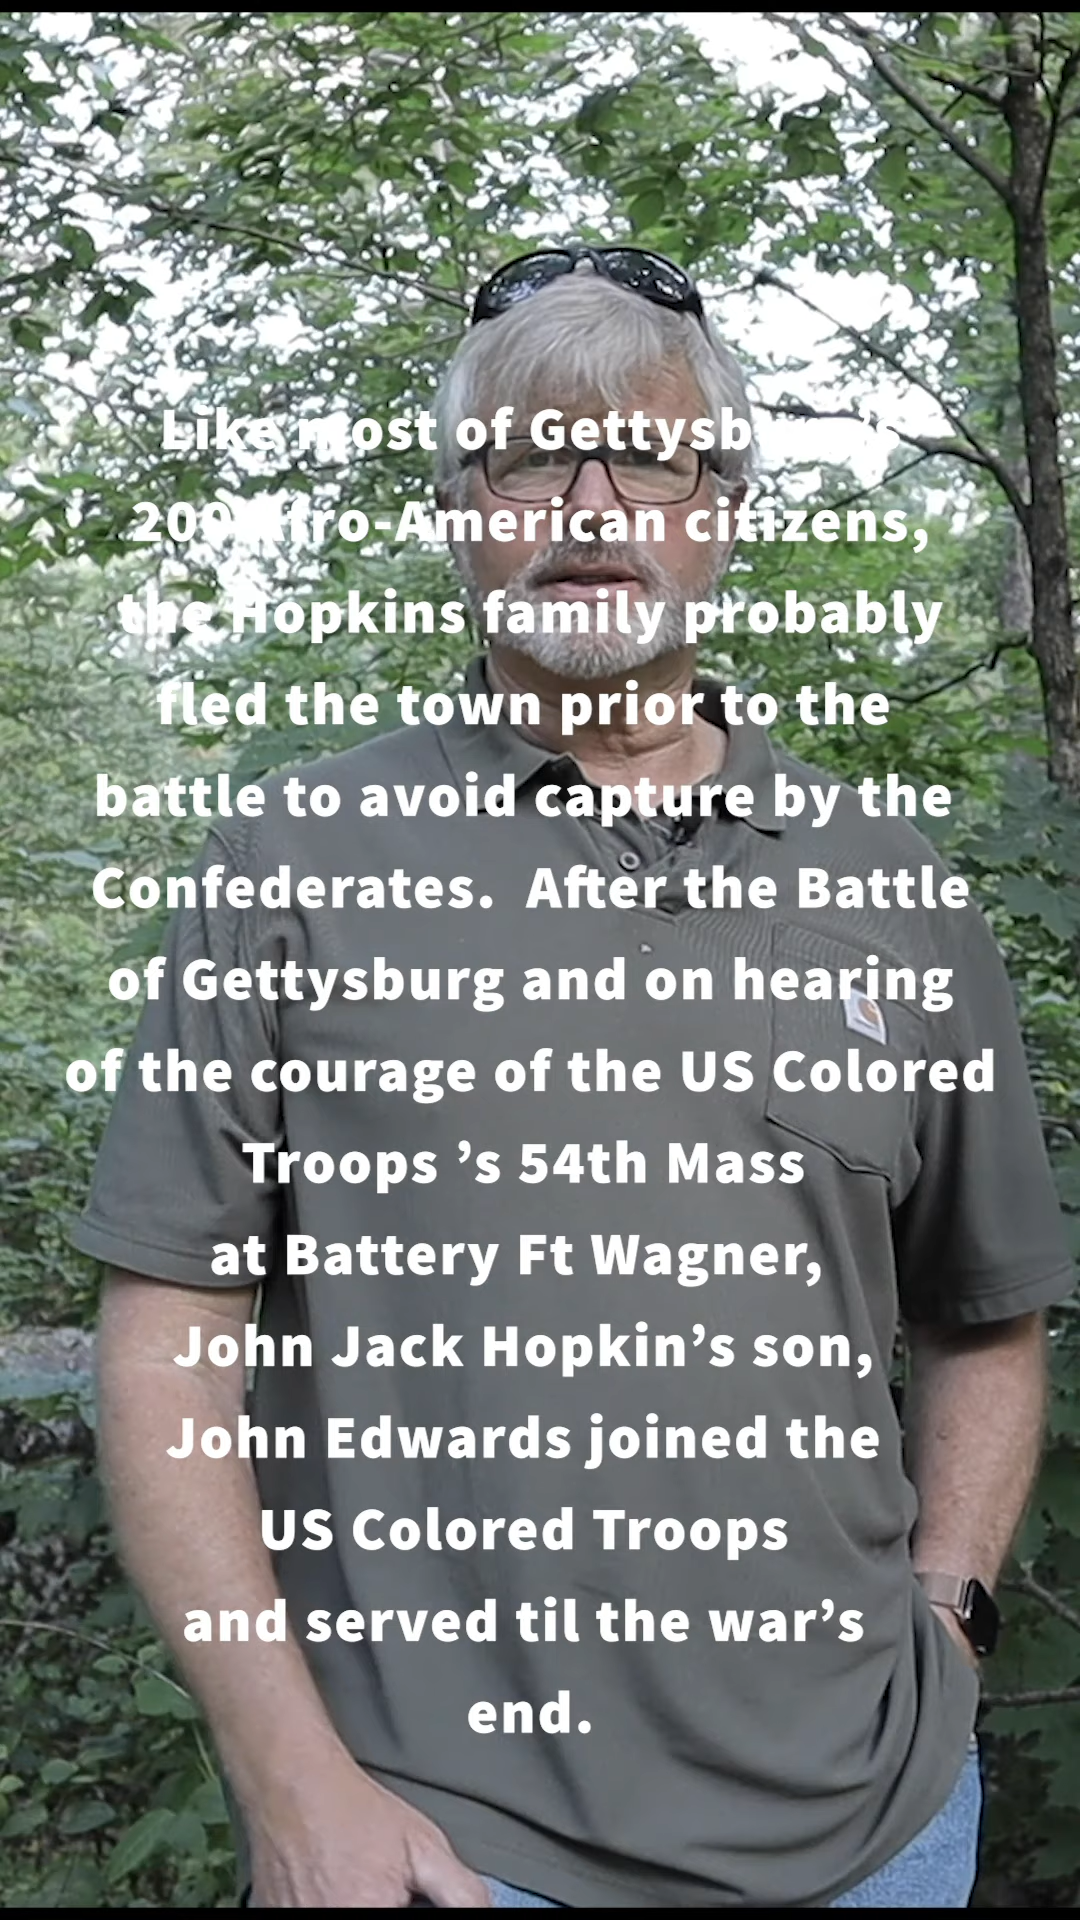 Like most of Gettysburg's
200 Afro-American citizens,
the Hopkins family probably
fled the town prior to the
battle to avoid capture by the
Confederates.  After the Battle
of Gettysburg and on hearing
of the courage of the US Colored
Troops ’s 54th Mass
at Battery Ft Wagner,
John Jack Hopkin’s son,
John Edwards joined the
US Colored Troops
and served til the war’s
end.